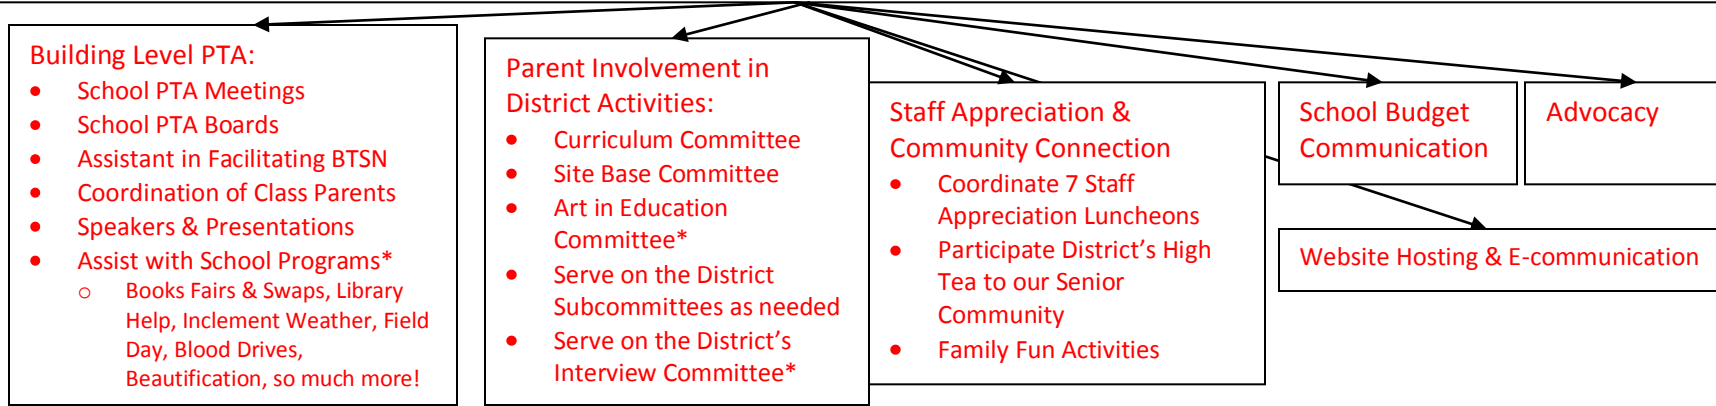 Building Level PTA:
• School PTA Meetings
• School PTA Boards
• Assistant in Facilitating BTSN
• Coordination of Class Parents
• Speakers & Presentations
• Assist with School Programs*
o Books Fairs & Swaps, Library
Help, Inclement Weather, Field
Day, Blood Drives,
Beautification, so much more!
Parent Involvement in
District Activities:
• Curriculum Committee
• Site Base Committee
• Art in Education
Committee*
• Serve on the District
Subcommittees as needed
• Serve on the District’s
Interview Committee*
Staff Appreciation &
Community Connection
• Coordinate 7 Staff
Appreciation Luncheons
• Participate District’s High
Tea to our Senior
Community
• Family Fun Activities
School Budget
Communication
Advocacy
Website Hosting & E-communication